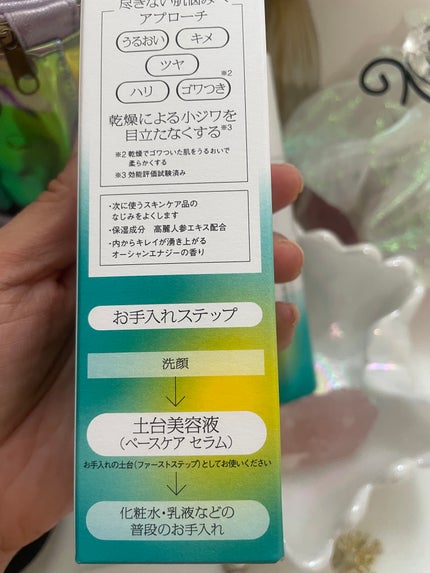 尽きない肌悩みへ
アプローチ
うるおい キメ
ツヤ
ハリ ゴワつき※2
乾燥による小ジワを
目立たなくする※3
※2 乾燥でゴワついた肌をうるおいで
柔らかくする
※3 効能評価試験済み
・次に使うスキンケア品の
なじみをよくします
・保湿成分 高麗人参エキス配合
・内からキレイが湧き上がる
オーシャンエナジーの香り
お手入れステップ
洗顔
土台美容液
(ベースケア セラム)
お手入れの土台(ファーストステップ)としてお使いください
化粧水・乳液などの
普段のお手入れ